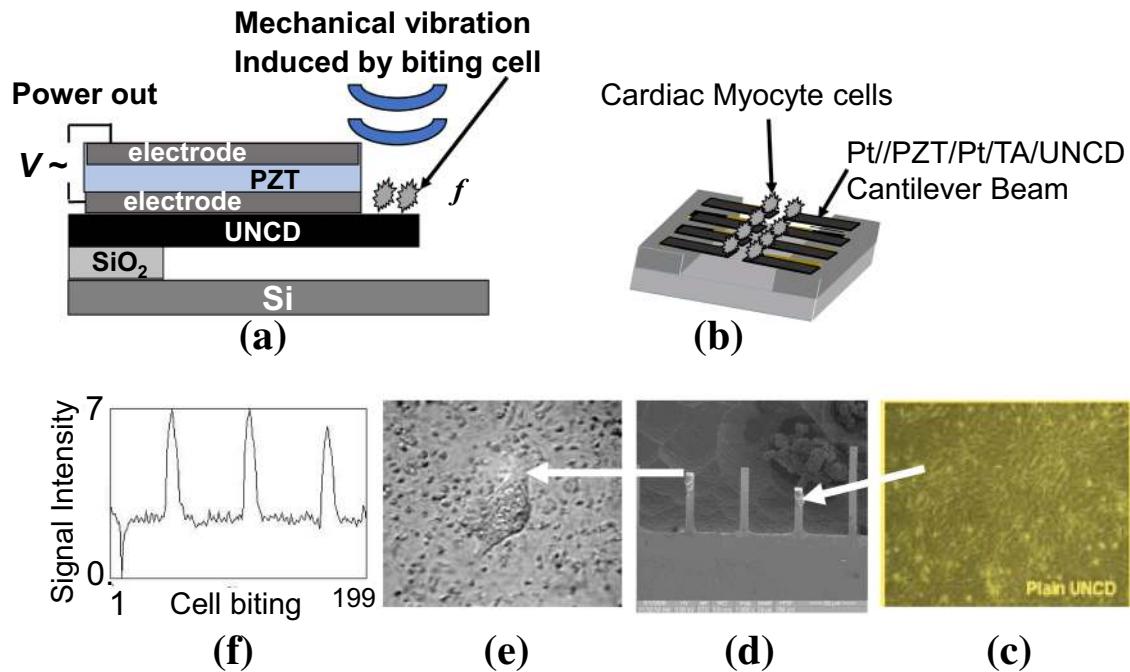 Mechanical vibration
Induced by biting cell
Power out
V ~
electrode
PZT
electrode
f
UNCD
SiO₂
Si
(a)
Cardiac Myocyte cells
Pt//PZT/Pt/TA/UNCD
Cantilever Beam
(b)
Signal Intensity
7
0.
1
Cell biting
199
Plain UNCD
(f)
(e)
(d)
(c)